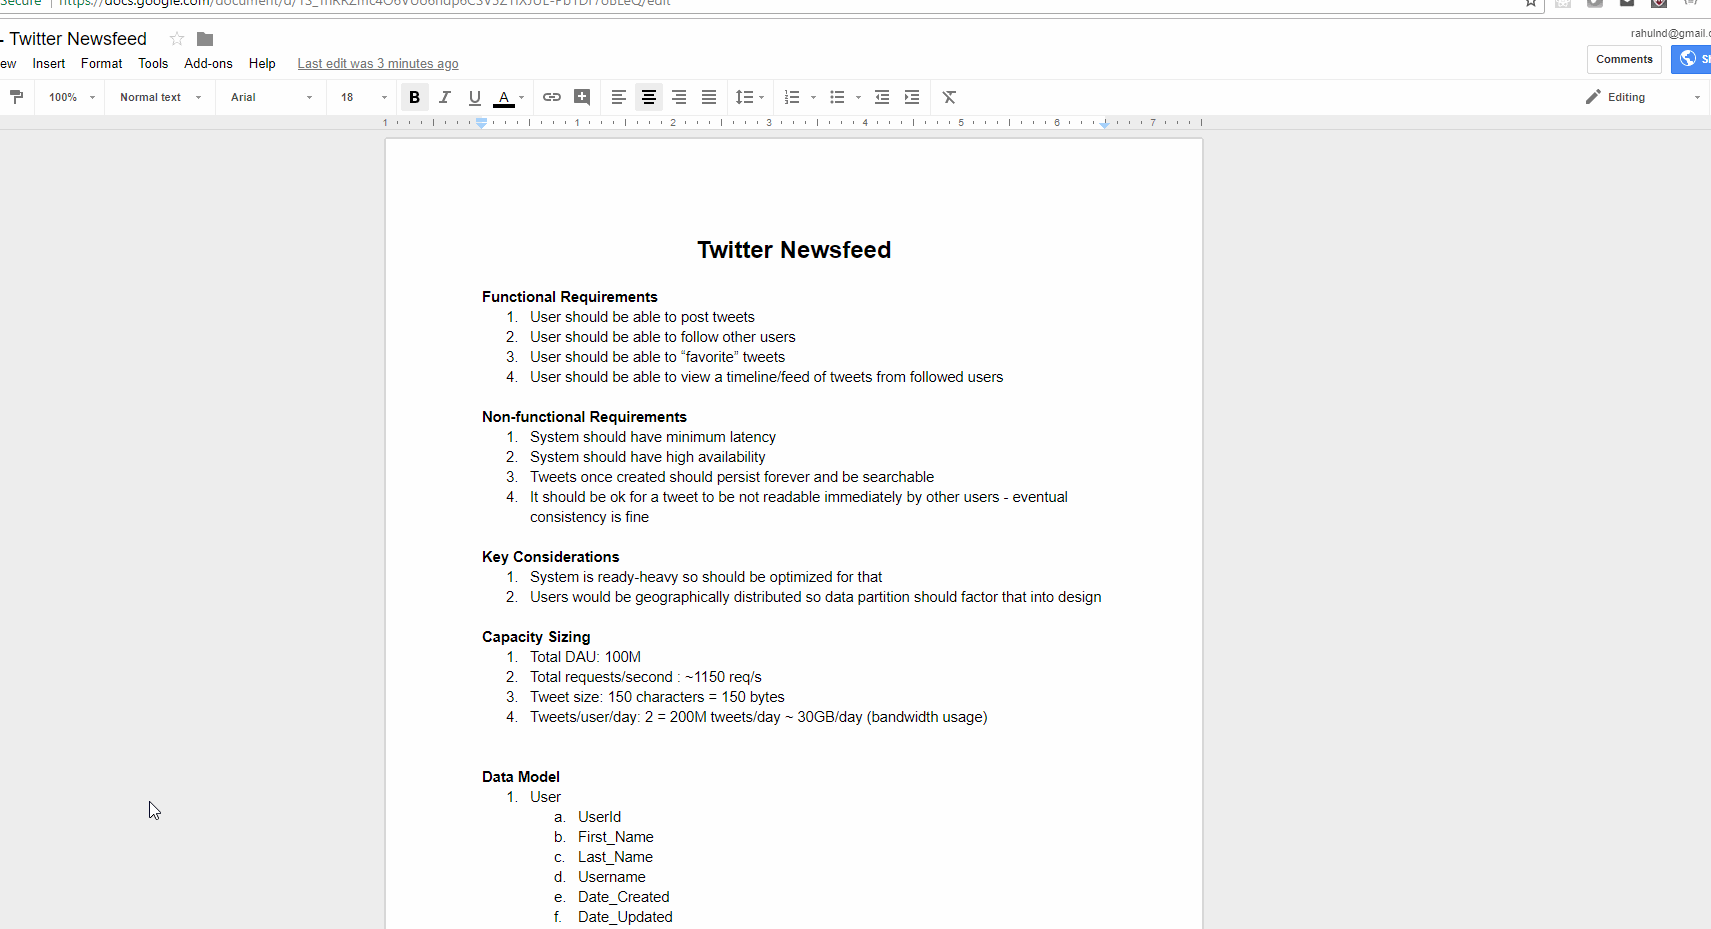 - Twitter Newsfeed
rahulnd@gmail.
ew Insert Format Tools Add-ons Help Last edit was 3 minutes ago
Comments
100% Normal text Arial 18 B I U A Editing
1 1 2 3 4 5 6 7
Twitter Newsfeed
Functional Requirements
1. User should be able to post tweets
2. User should be able to follow other users
3. User should be able to “favorite” tweets
4. User should be able to view a timeline/feed of tweets from followed users
Non-functional Requirements
1. System should have minimum latency
2. System should have high availability
3. Tweets once created should persist forever and be searchable
4. It should be ok for a tweet to be not readable immediately by other users - eventual
consistency is fine
Key Considerations
1. System is ready-heavy so should be optimized for that
2. Users would be geographically distributed so data partition should factor that into design
Capacity Sizing
1. Total DAU: 100M
2. Total requests/second : ~1150 req/s
3. Tweet size: 150 characters = 150 bytes
4. Tweets/user/day: 2 = 200M tweets/day ~ 30GB/day (bandwidth usage)
Data Model
1. User
a. UserId
b. First_Name
c. Last_Name
d. Username
e. Date_Created
f. Date_Updated